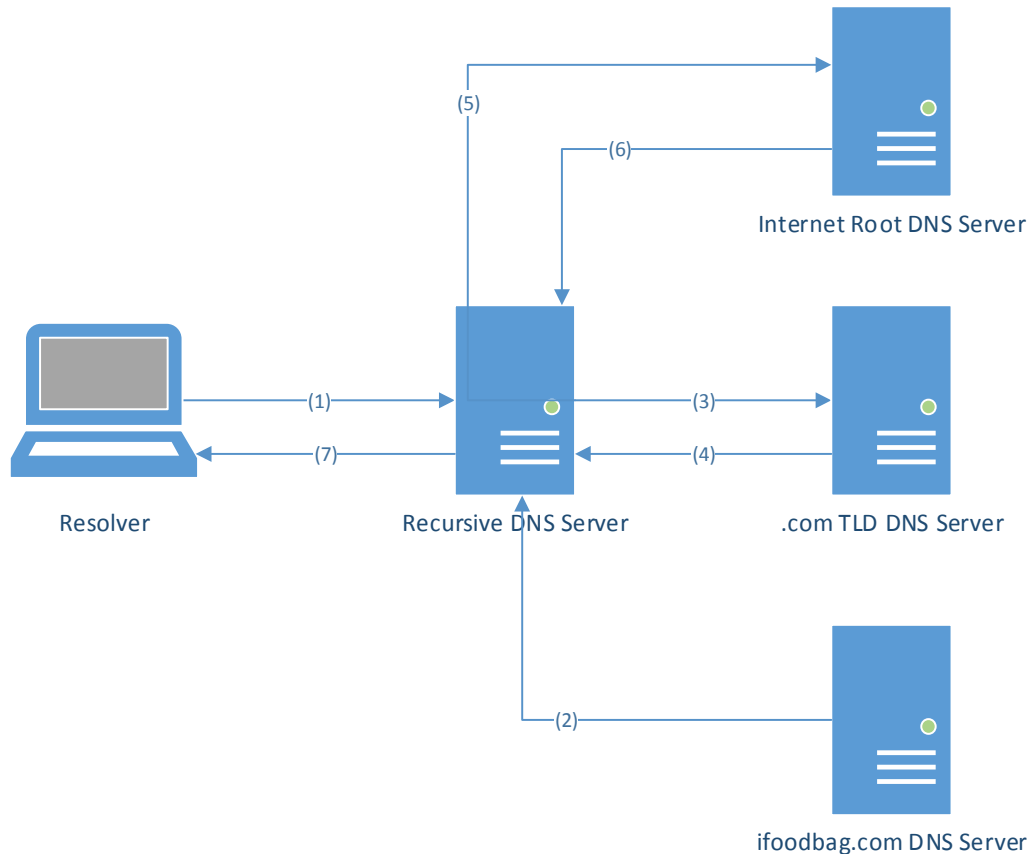 (5)
(6)
Internet Root DNS Server
(1)
(3)
(7)
(4)
Resolver
Recursive DNS Server
.com TLD DNS Server
(2)
ifoodbag.com DNS Server